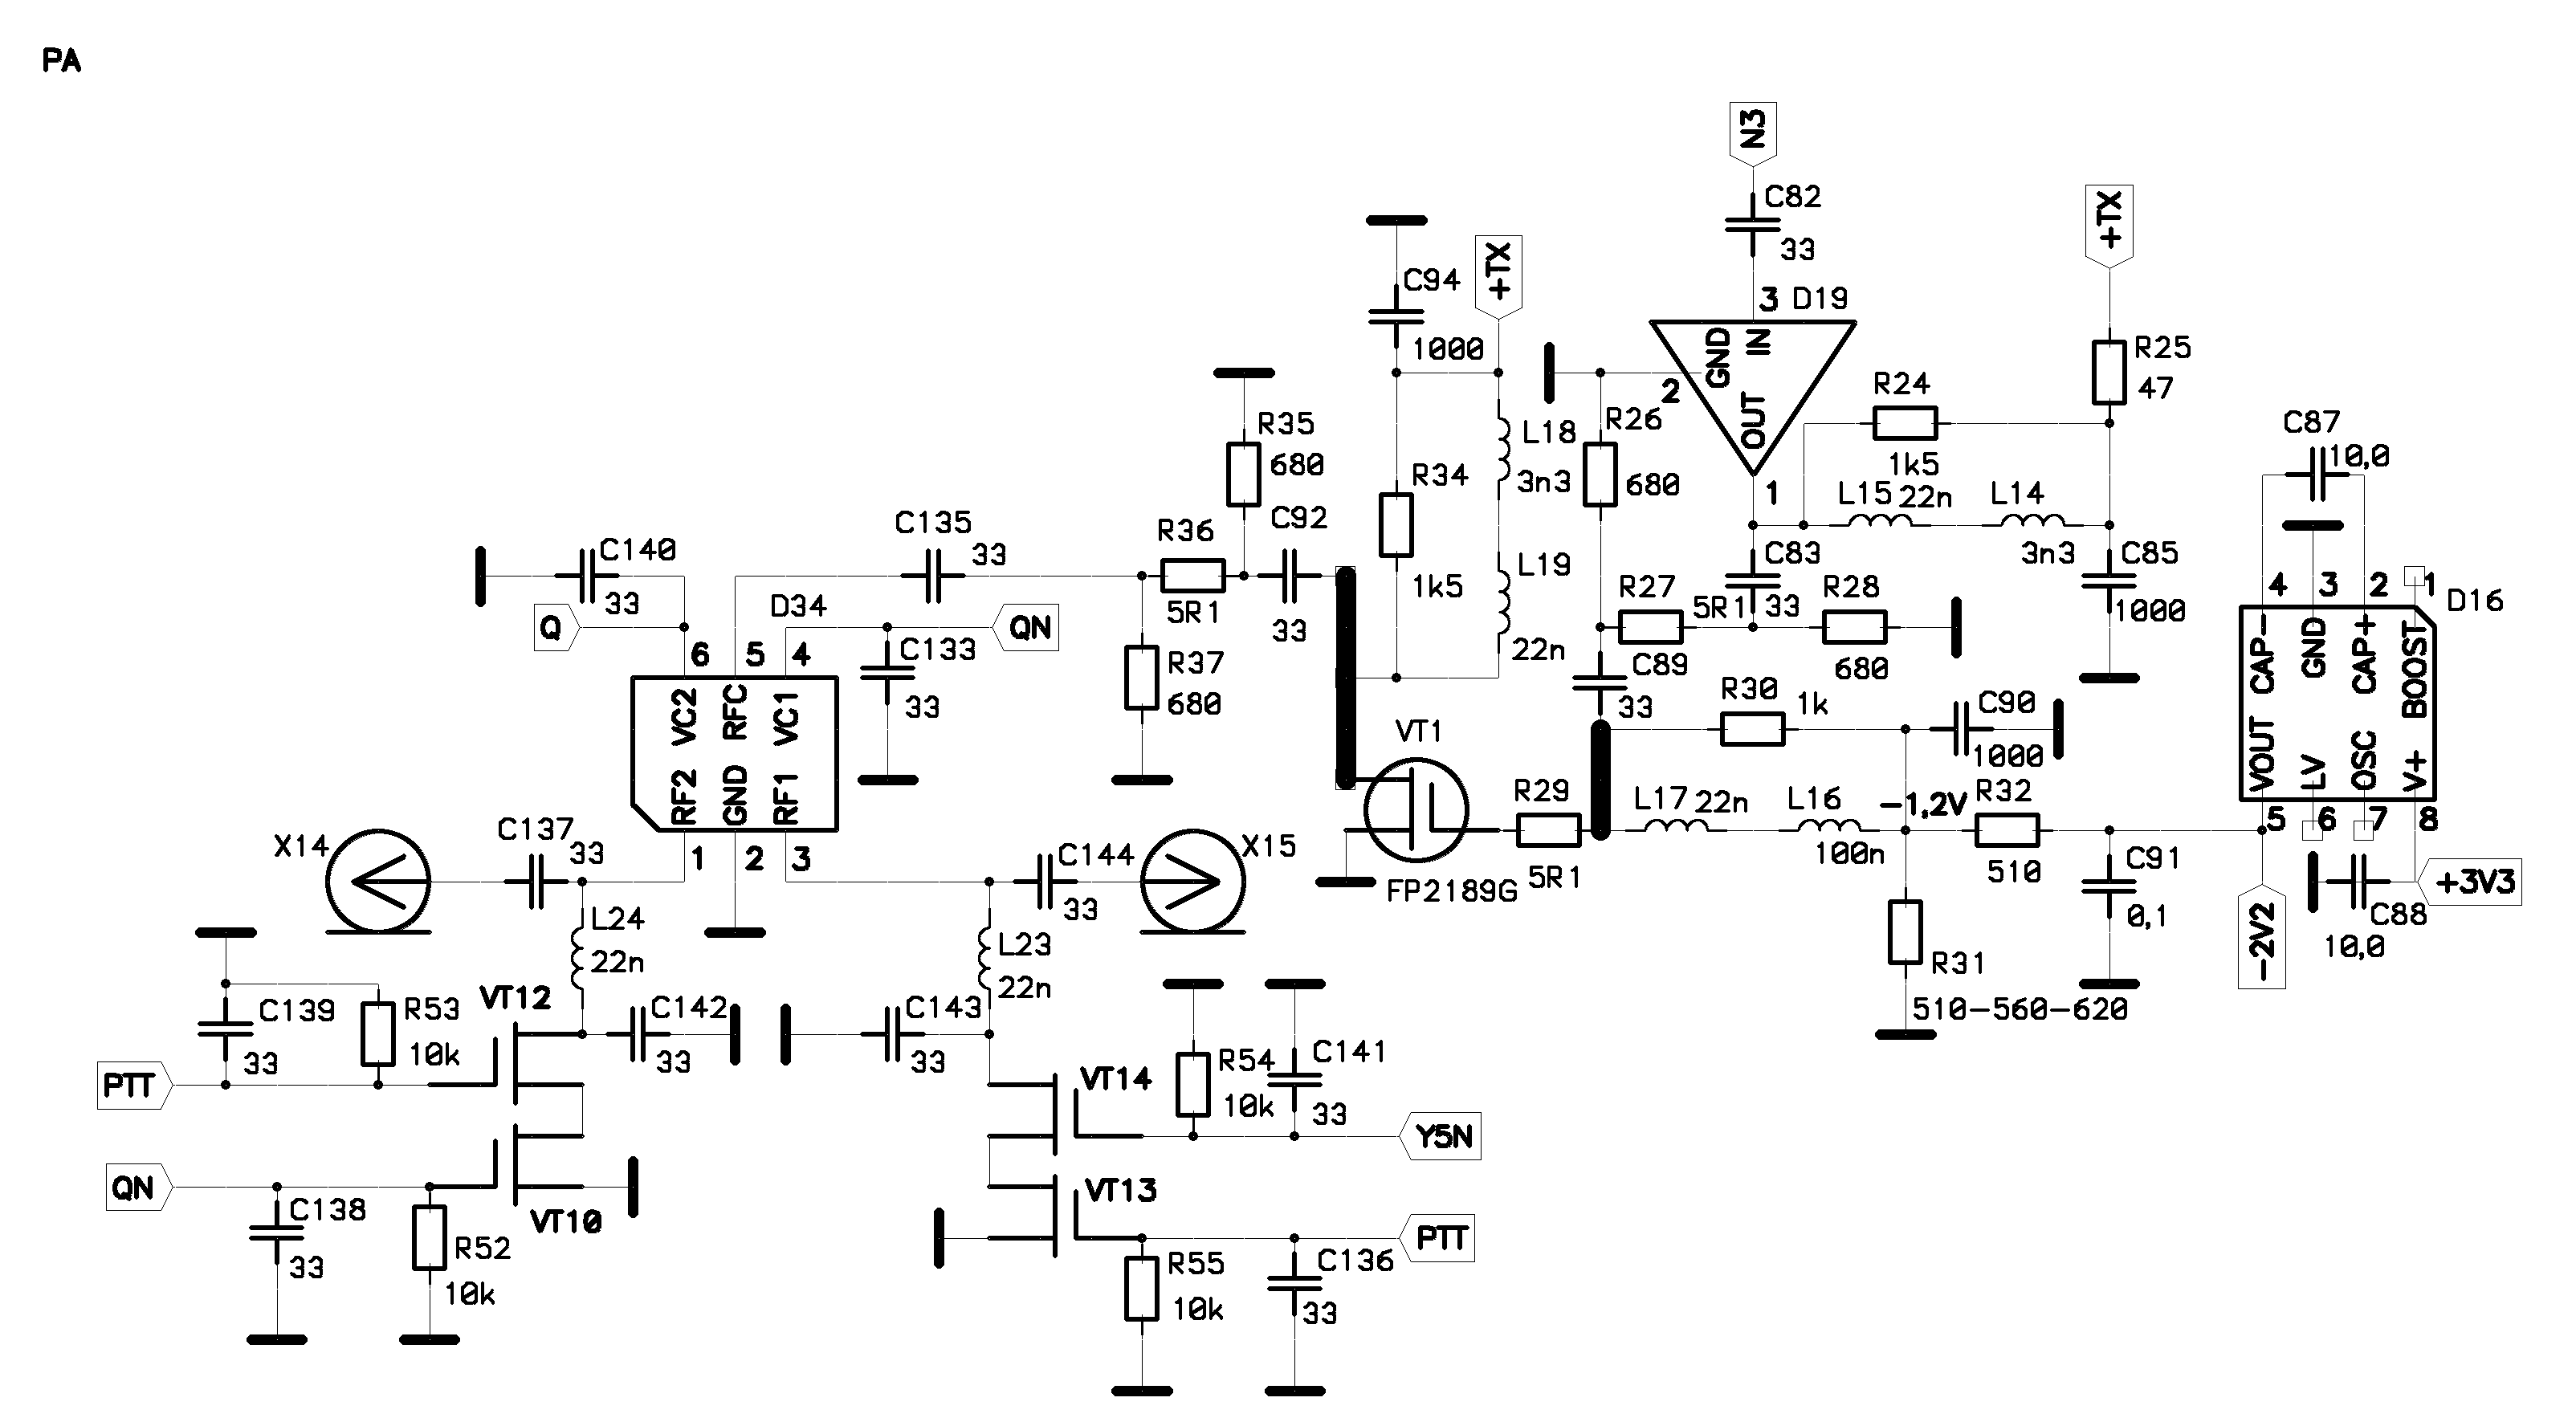 PA
N3
C82
33
+TX
C94
1000
+TX
3
D19
GND
IN
OUT
2
1
R25
47
R24
1k5
L15
22n
L14
3n3
R35
680
R36
5R1
C92
33
R34
1k5
L18
3n3
L19
22n
R26
680
R27
5R1
C83
33
R28
680
C85
1000
C89
33
R30
1k
C90
1000
C87
10,0
4
3
2
1
D16
CAP-
GND
CAP+
BOOST
VOUT
LV
OSC
V+
5
6
7
8
C135
33
C140
33
Q
D34
QN
C133
33
R37
680
6
5
4
VC2
RFC
VC1
RF2
GND
RF1
1
2
3
VT1
FP2189G
R29
5R1
L17
22n
L16
100n
-1,2V
R32
510
C91
0,1
-2V2
C88
10,0
+3V3
R31
510-560-620
X14
C137
33
C144
33
X15
L24
22n
L23
22n
C139
33
R53
10k
VT12
C142
33
C143
33
PTT
VT14
R54
10k
C141
33
Y5N
QN
C138
33
R52
10k
VT10
VT13
R55
10k
C136
33
PTT